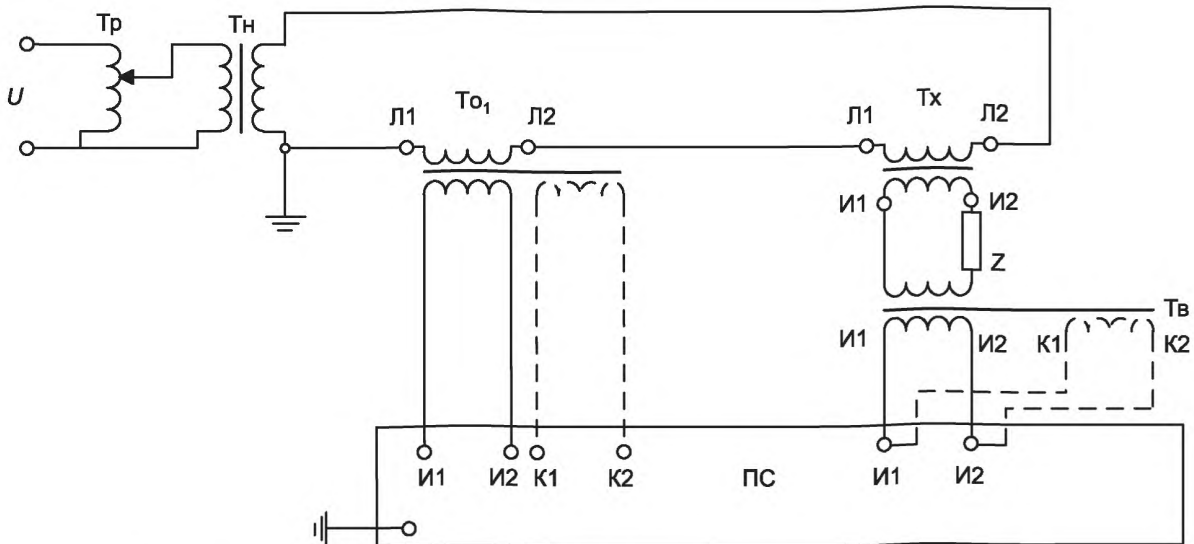 Тр
Тн
U
Л1
То₁
Л2
Л1
Тх
Л2
И1
И2
Z
Тв
И1
И2
К1
К2
И1
И2
К1
К2
ПС
И1
И2